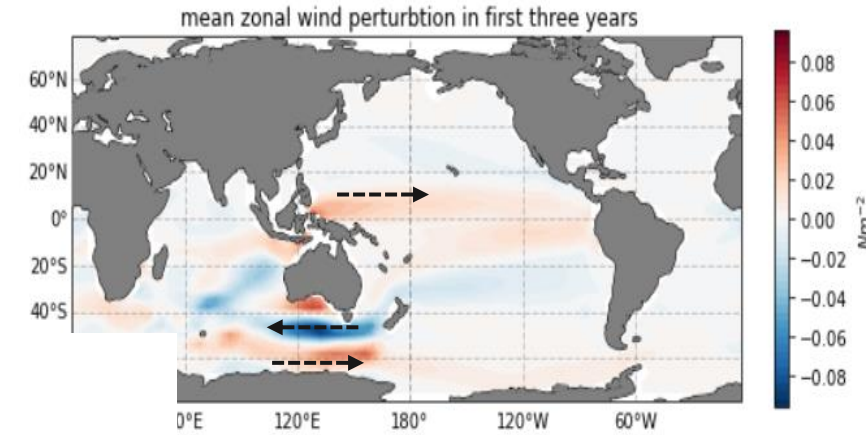 mean zonal wind perturbtion in first three years
60°N
40°N
20°N
0°
20°S
40°S
0°E
120°E
180°
120°W
60°W
0.08
0.06
0.04
0.02
0.00
−0.02
−0.04
−0.06
−0.08
Nm⁻²